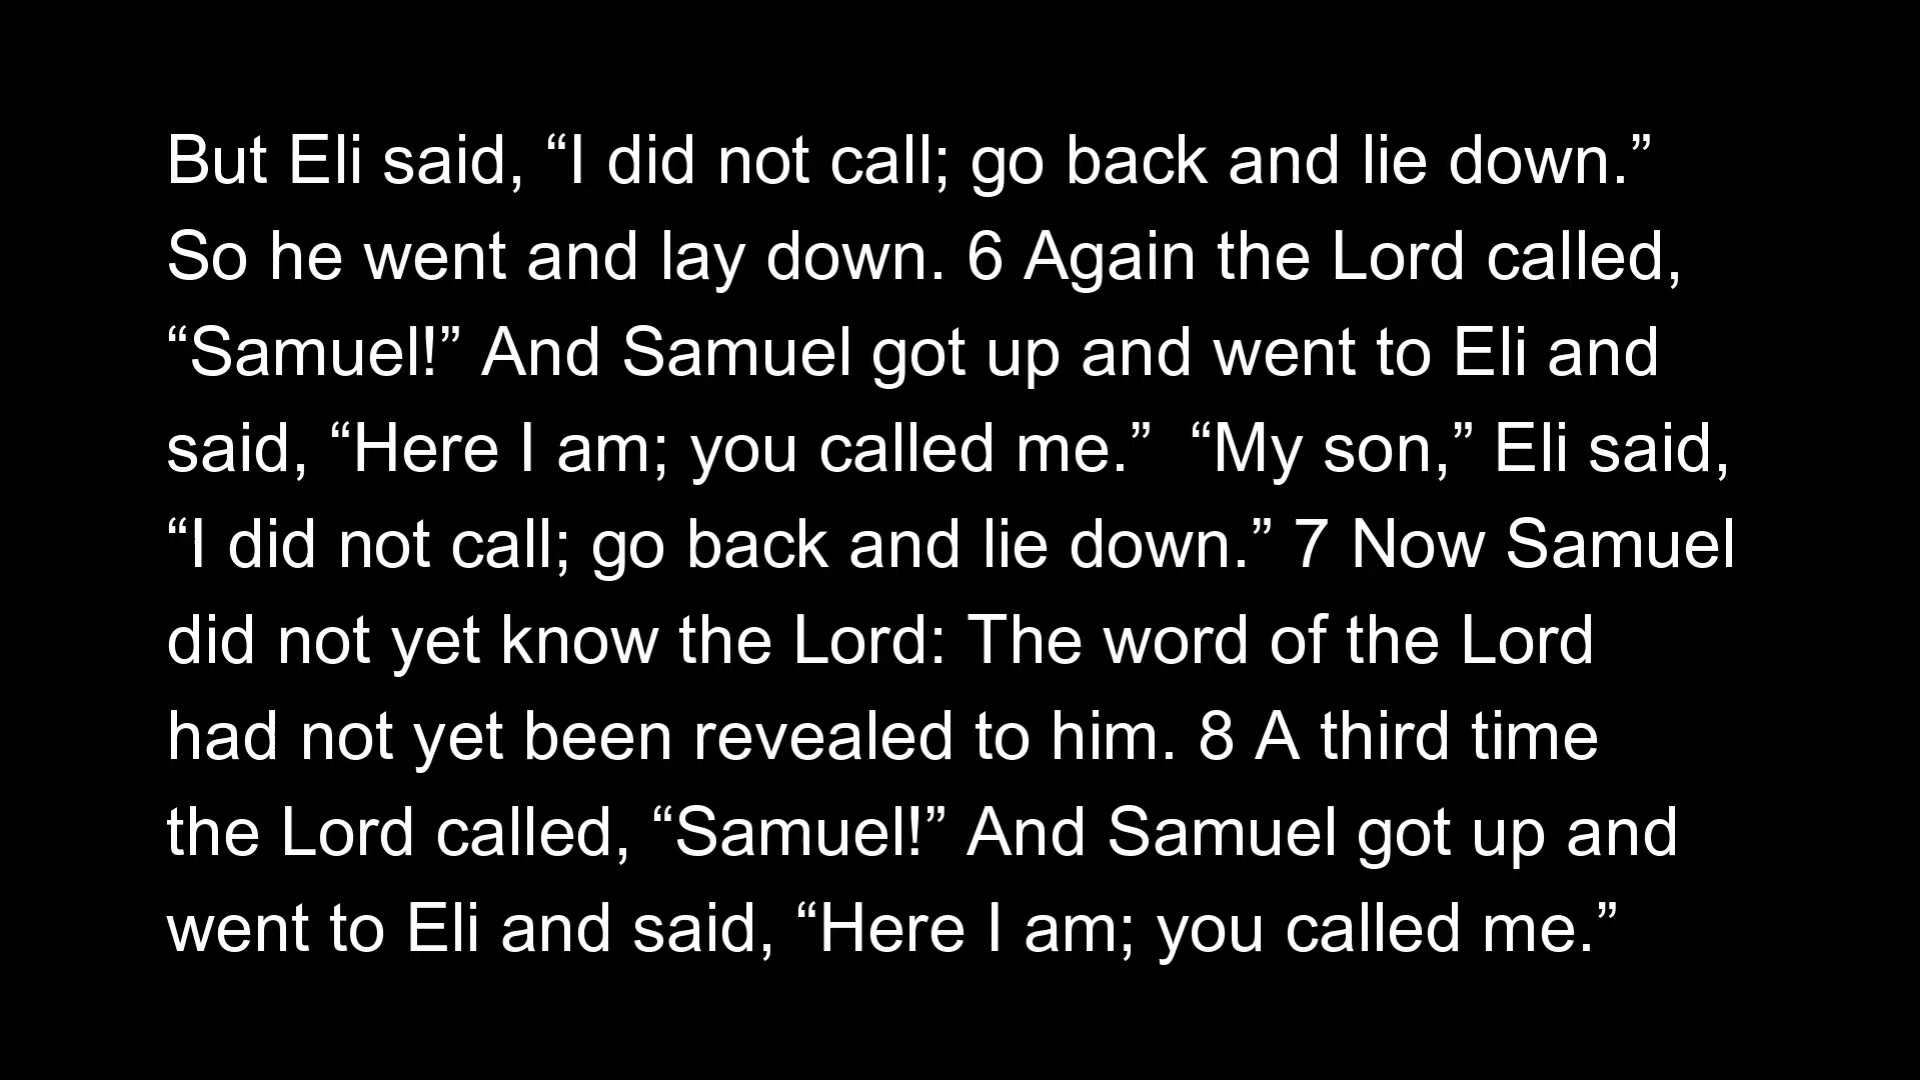 But Eli said, “I did not call; go back and lie down.”
So he went and lay down. 6 Again the Lord called,
“Samuel!” And Samuel got up and went to Eli and
said, “Here I am; you called me.”  “My son,” Eli said,
“I did not call; go back and lie down.” 7 Now Samuel
did not yet know the Lord: The word of the Lord
had not yet been revealed to him. 8 A third time
the Lord called, “Samuel!” And Samuel got up and
went to Eli and said, “Here I am; you called me.”